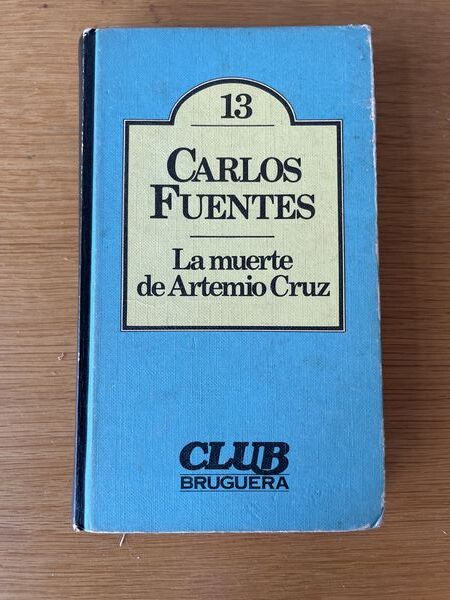 13
CARLOS
FUENTES
La muerte
de Artemio Cruz
CLUB
BRUGUERA